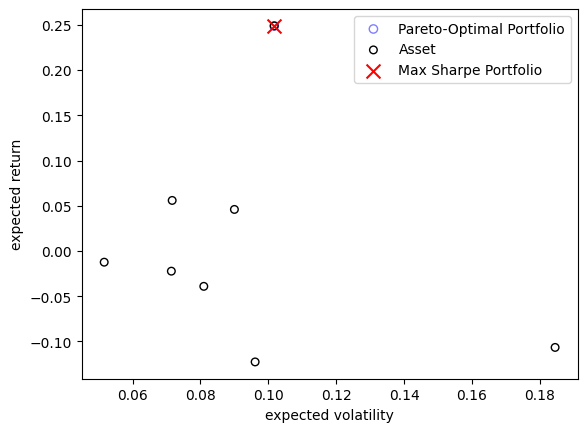 0.25
0.20
0.15
0.10
0.05
0.00
−0.05
−0.10
expected return
Pareto-Optimal Portfolio
Asset
Max Sharpe Portfolio
0.06 0.08 0.10 0.12 0.14 0.16 0.18
expected volatility